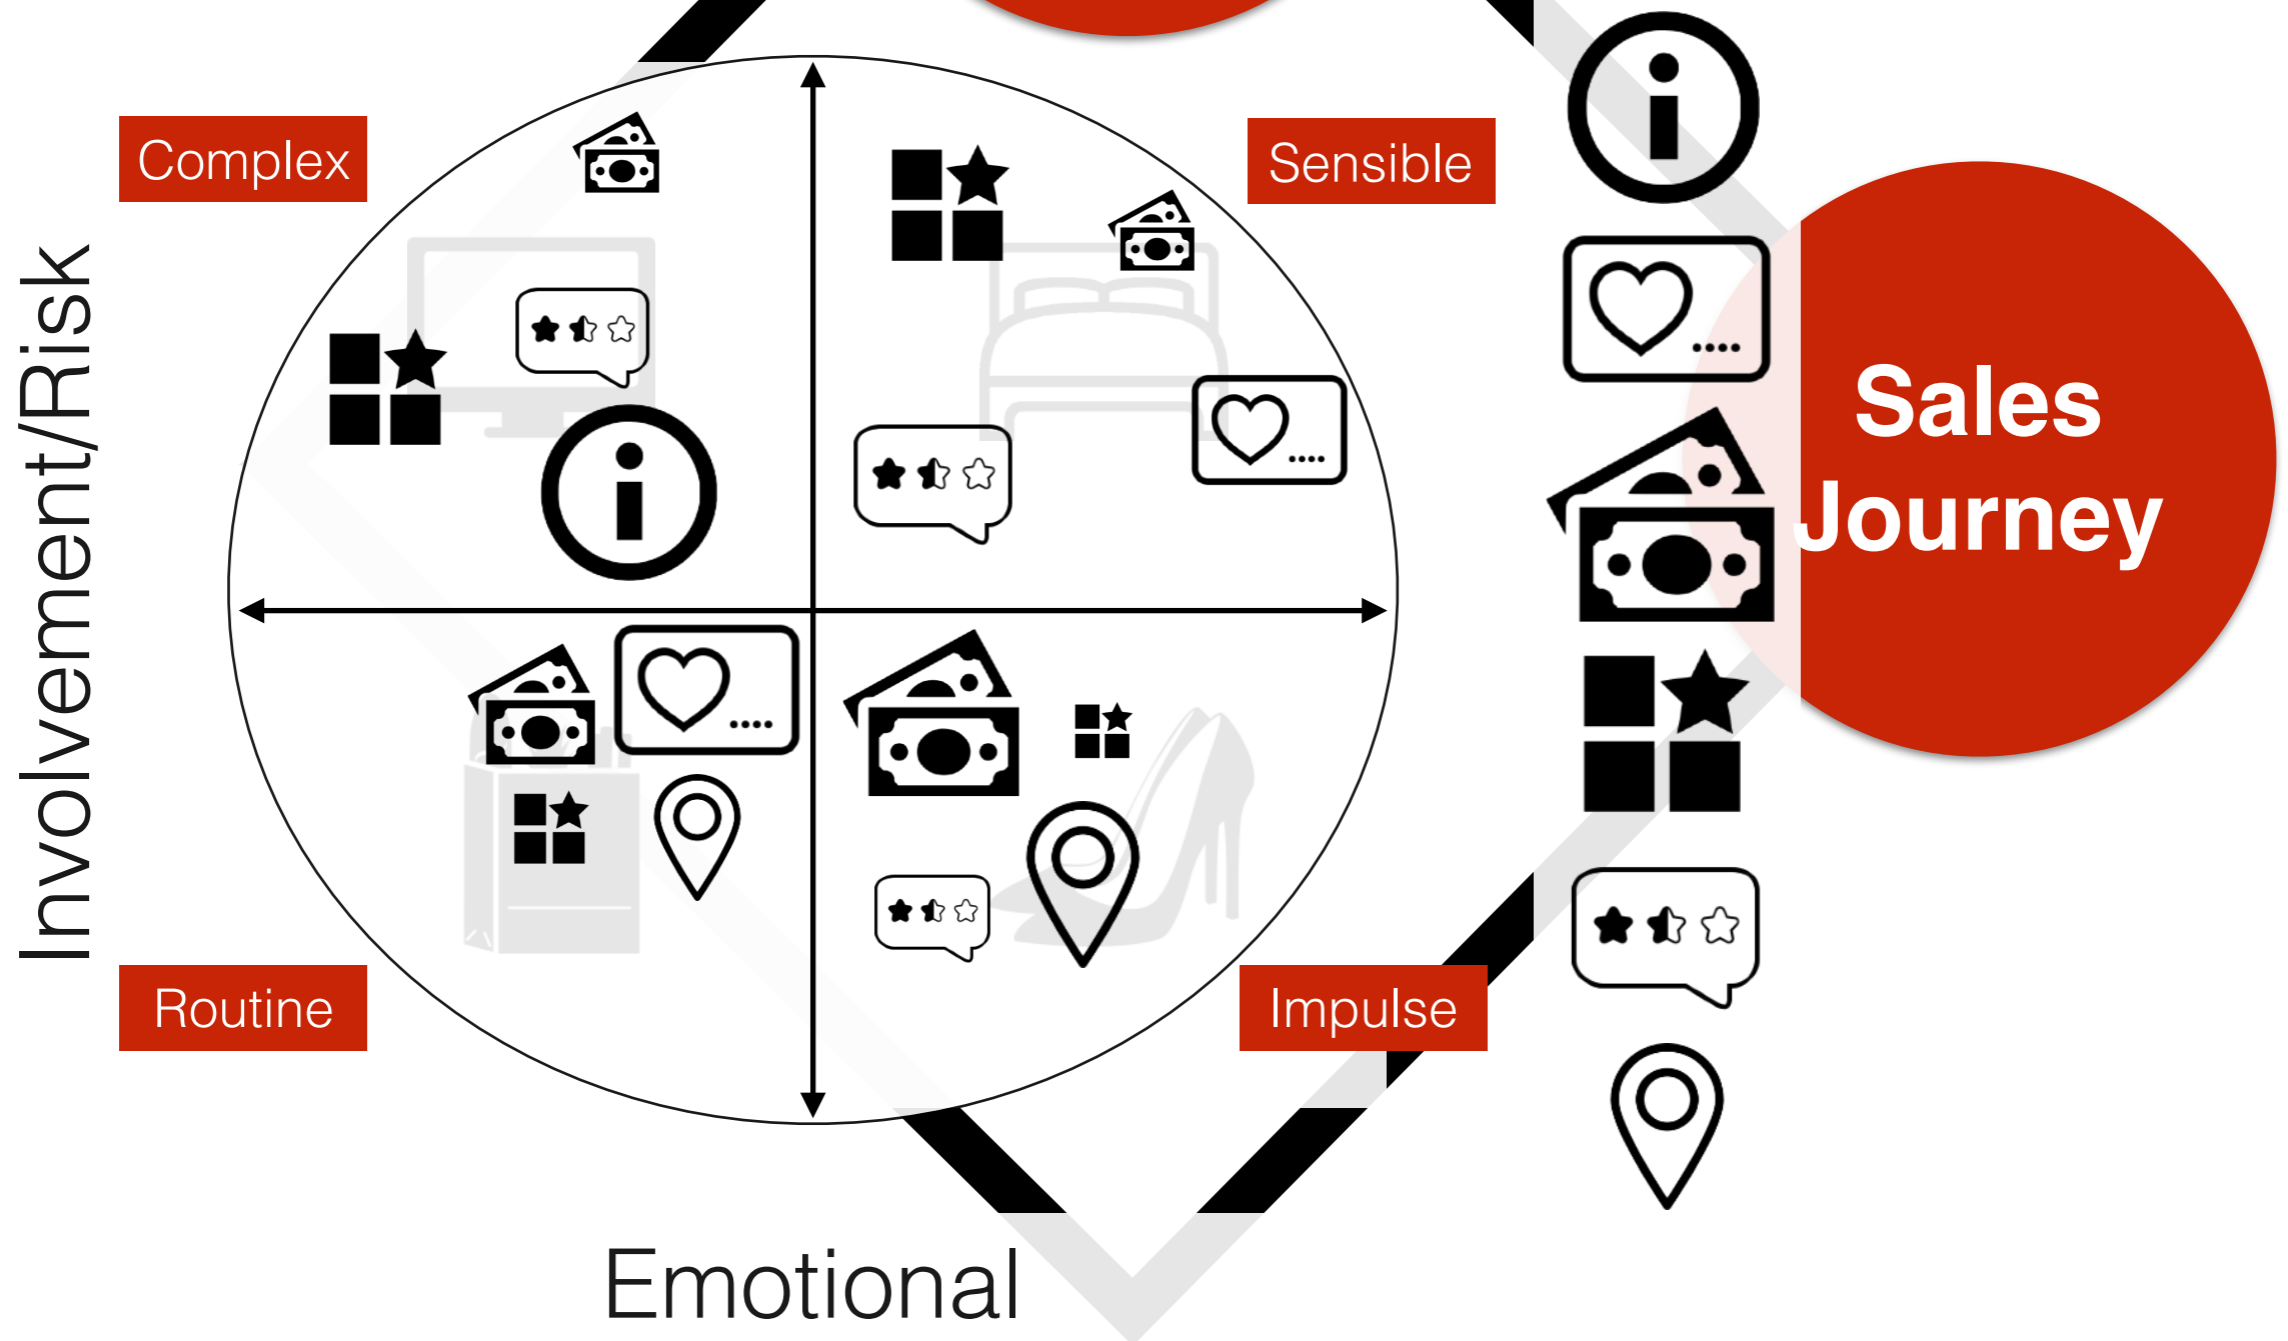 Complex
Sensible
Involvement/Risk
Sales
Journey
Routine
Impulse
Emotional